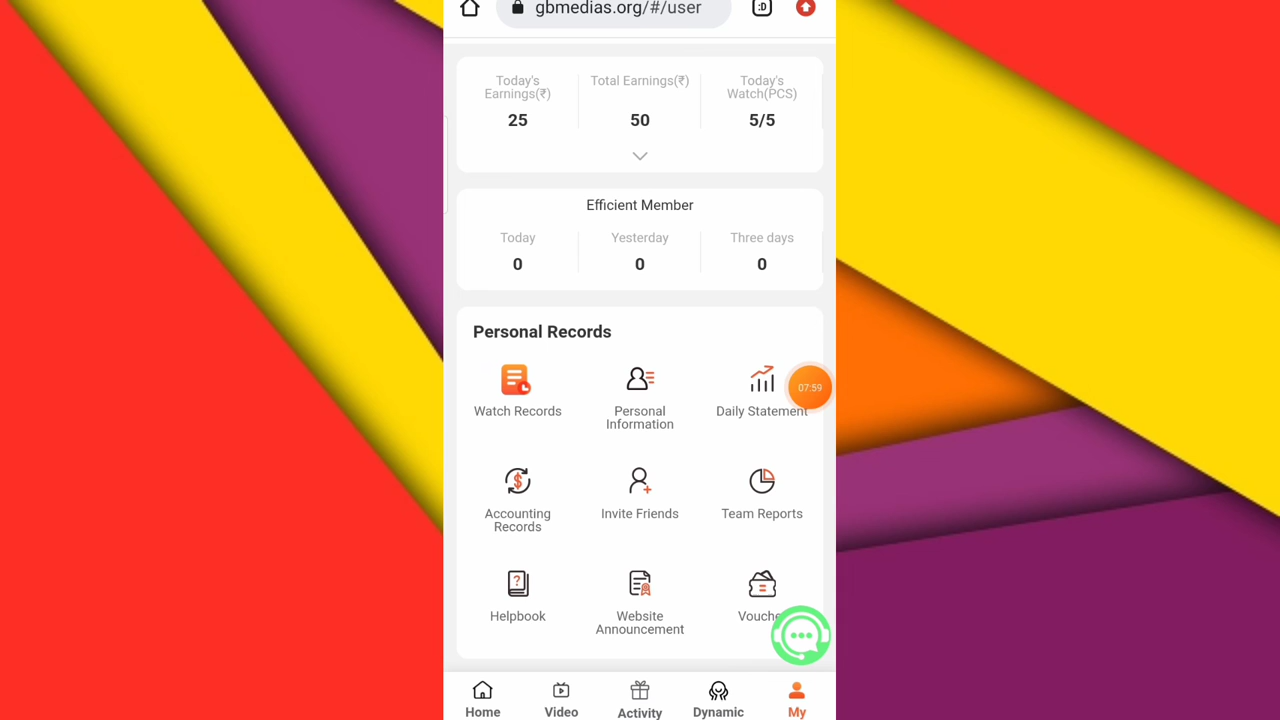 gbmedias.org/#/user
:D
Today's Earnings(₹)
Total Earnings(₹)
Today's Watch(PCS)
25
50
5/5
Efficient Member
Today
Yesterday
Three days
0
0
0
Personal Records
07:59
Watch Records
Personal Information
Daily Statement
Accounting Records
Invite Friends
Team Reports
Helpbook
Website Announcement
Vouche
Home
Video
Activity
Dynamic
My